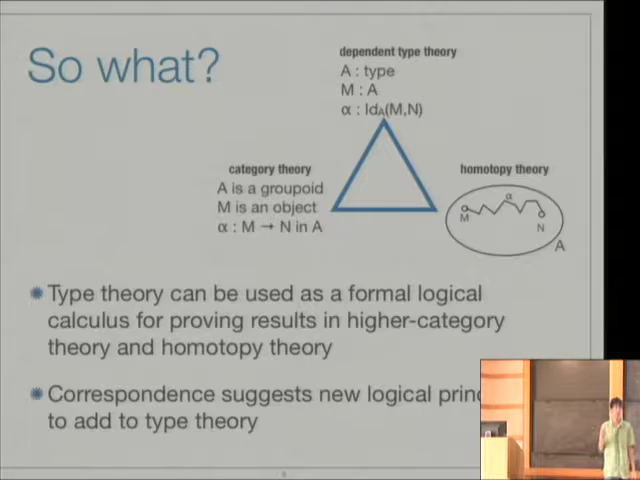 So what?
dependent type theory
A : type
M : A
α : IdA(M,N)
category theory
A is a groupoid
M is an object
α : M → N in A
homotopy theory
α
M
N
A
Type theory can be used as a formal logical
calculus for proving results in higher-category
theory and homotopy theory
Correspondence suggests new logical
to add to type theory